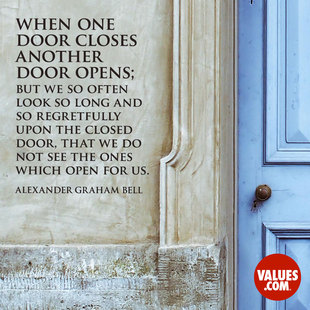 WHEN ONE
DOOR CLOSES
ANOTHER
DOOR OPENS;
BUT WE SO OFTEN
LOOK SO LONG AND
SO REGRETFULLY
UPON THE CLOSED
DOOR, THAT WE DO
NOT SEE THE ONES
WHICH OPEN FOR US.
ALEXANDER GRAHAM BELL
VALUES
.COM